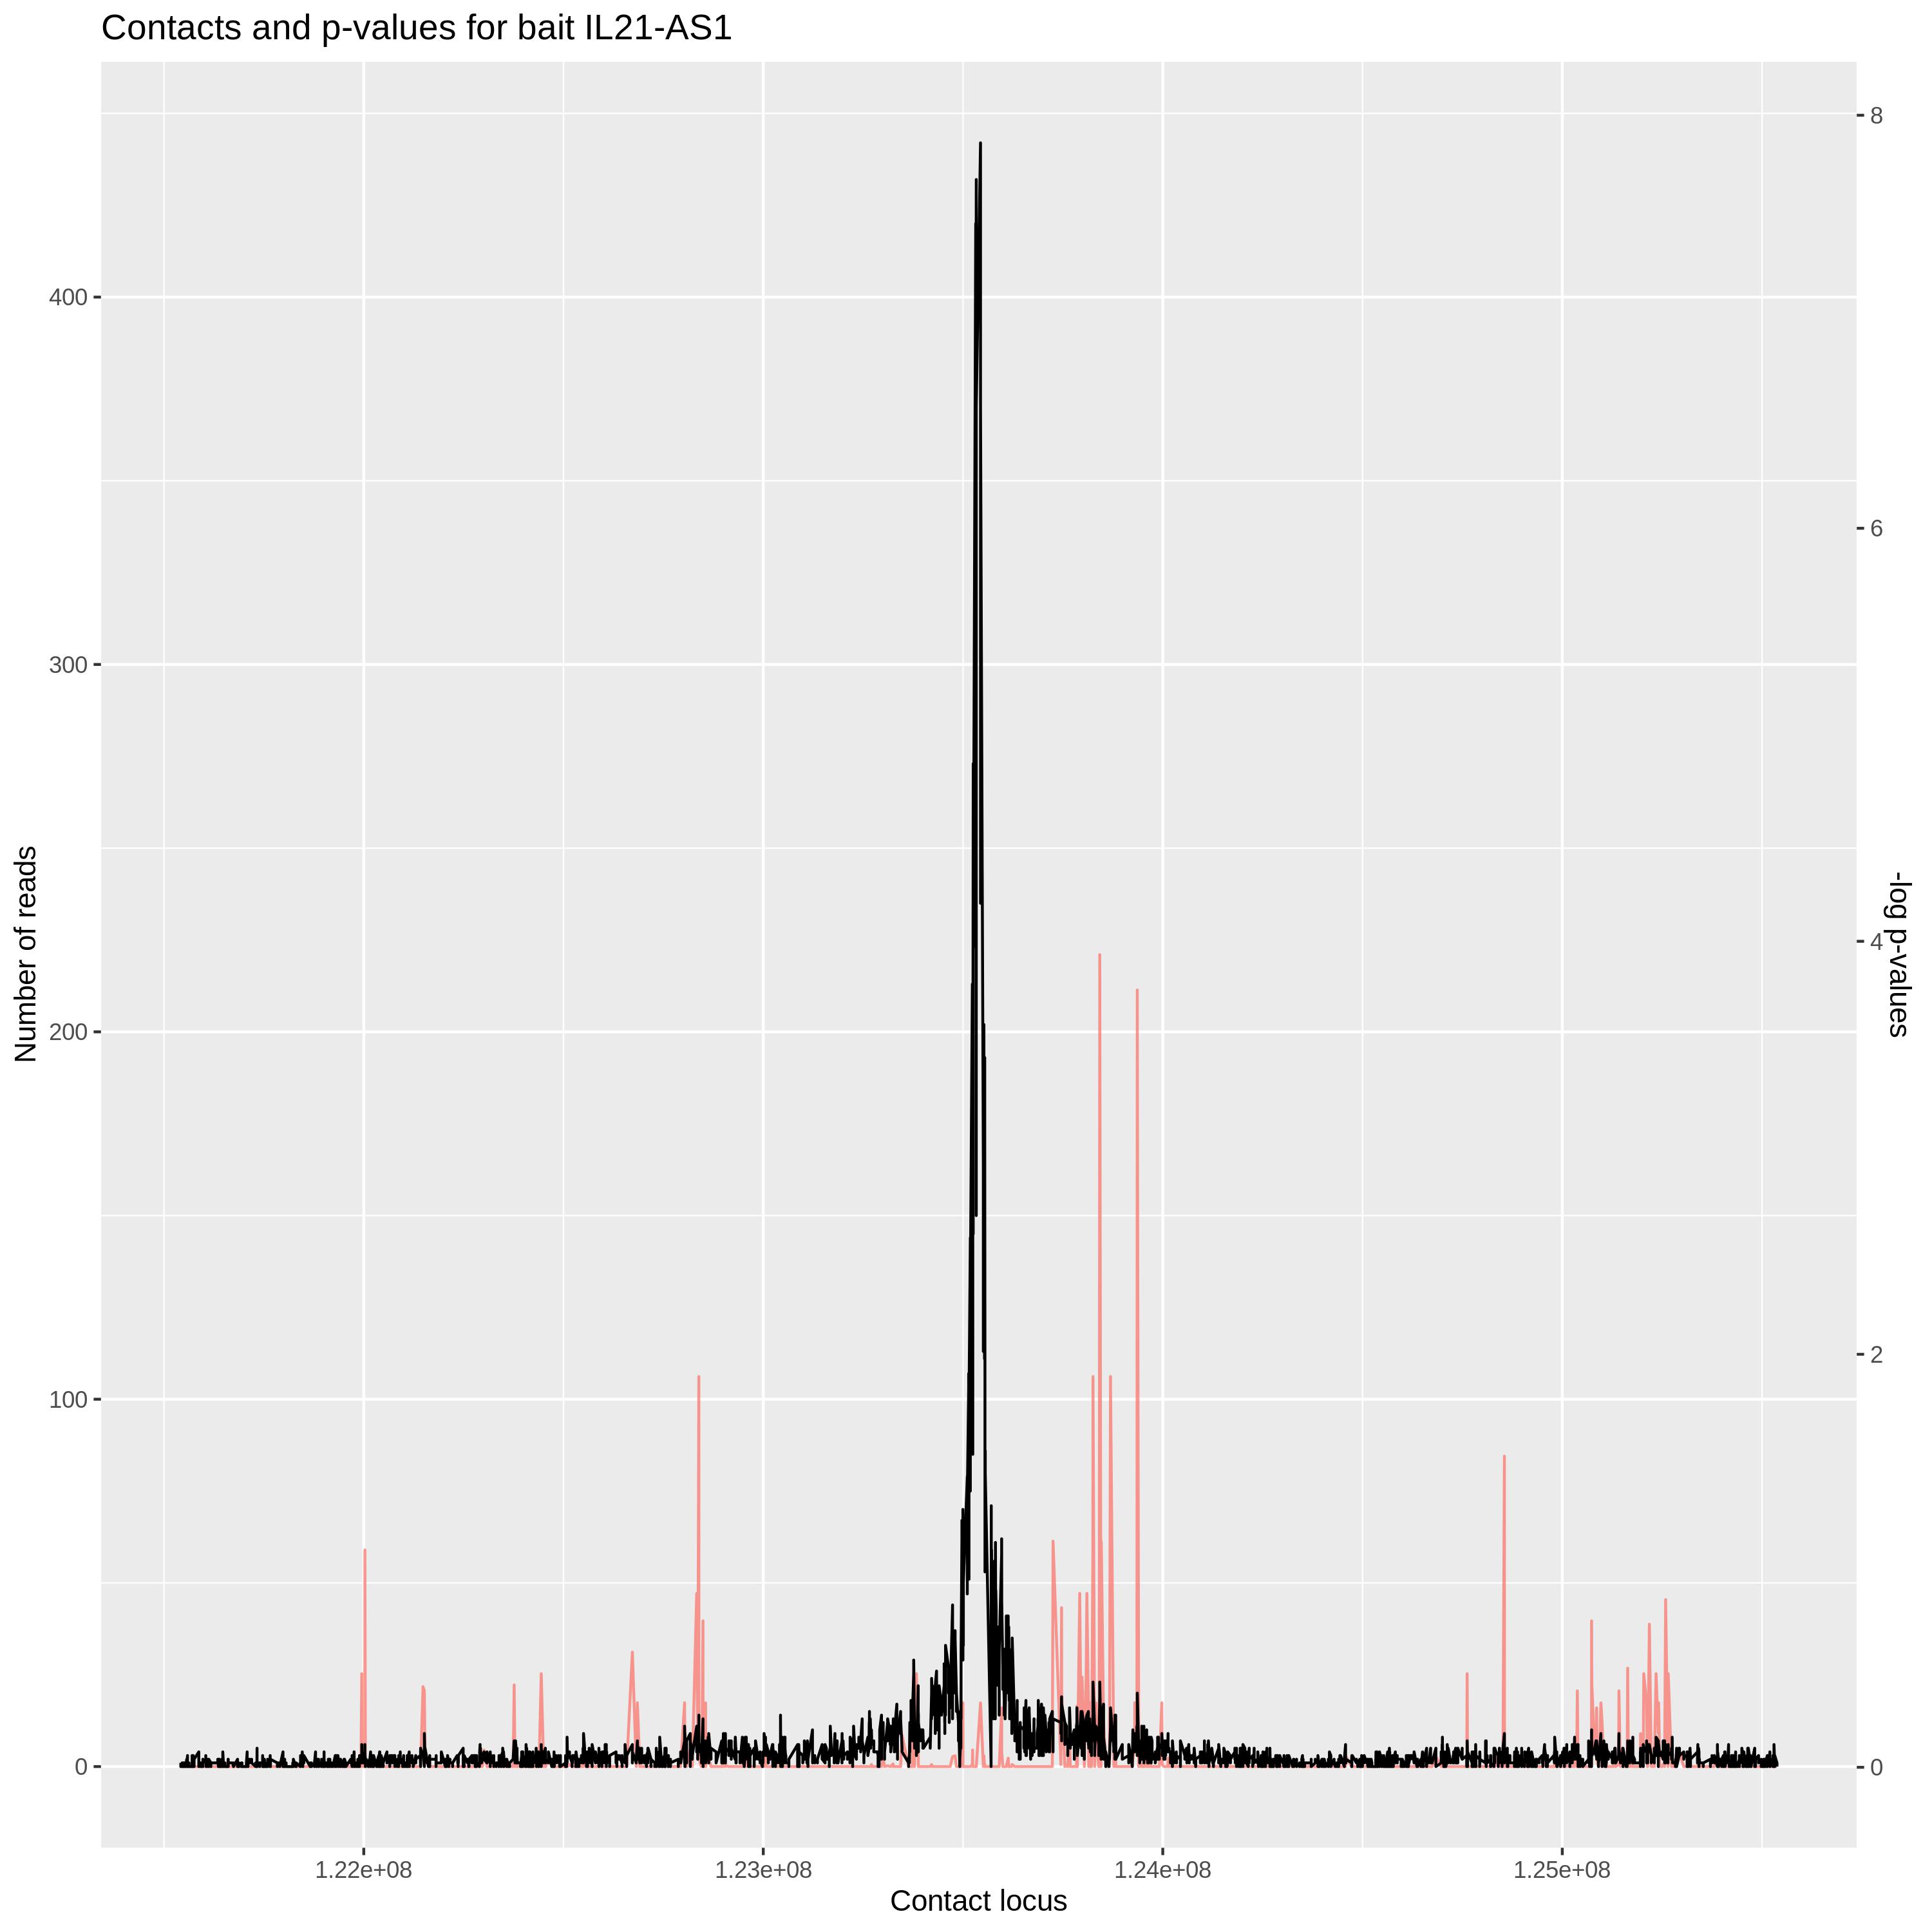 Contacts and p-values for bait IL21-AS1
Number of reads
400
300
200
100
0
8
6
4
2
0
-log p-values
1.22e+08
1.23e+08
1.24e+08
1.25e+08
Contact locus